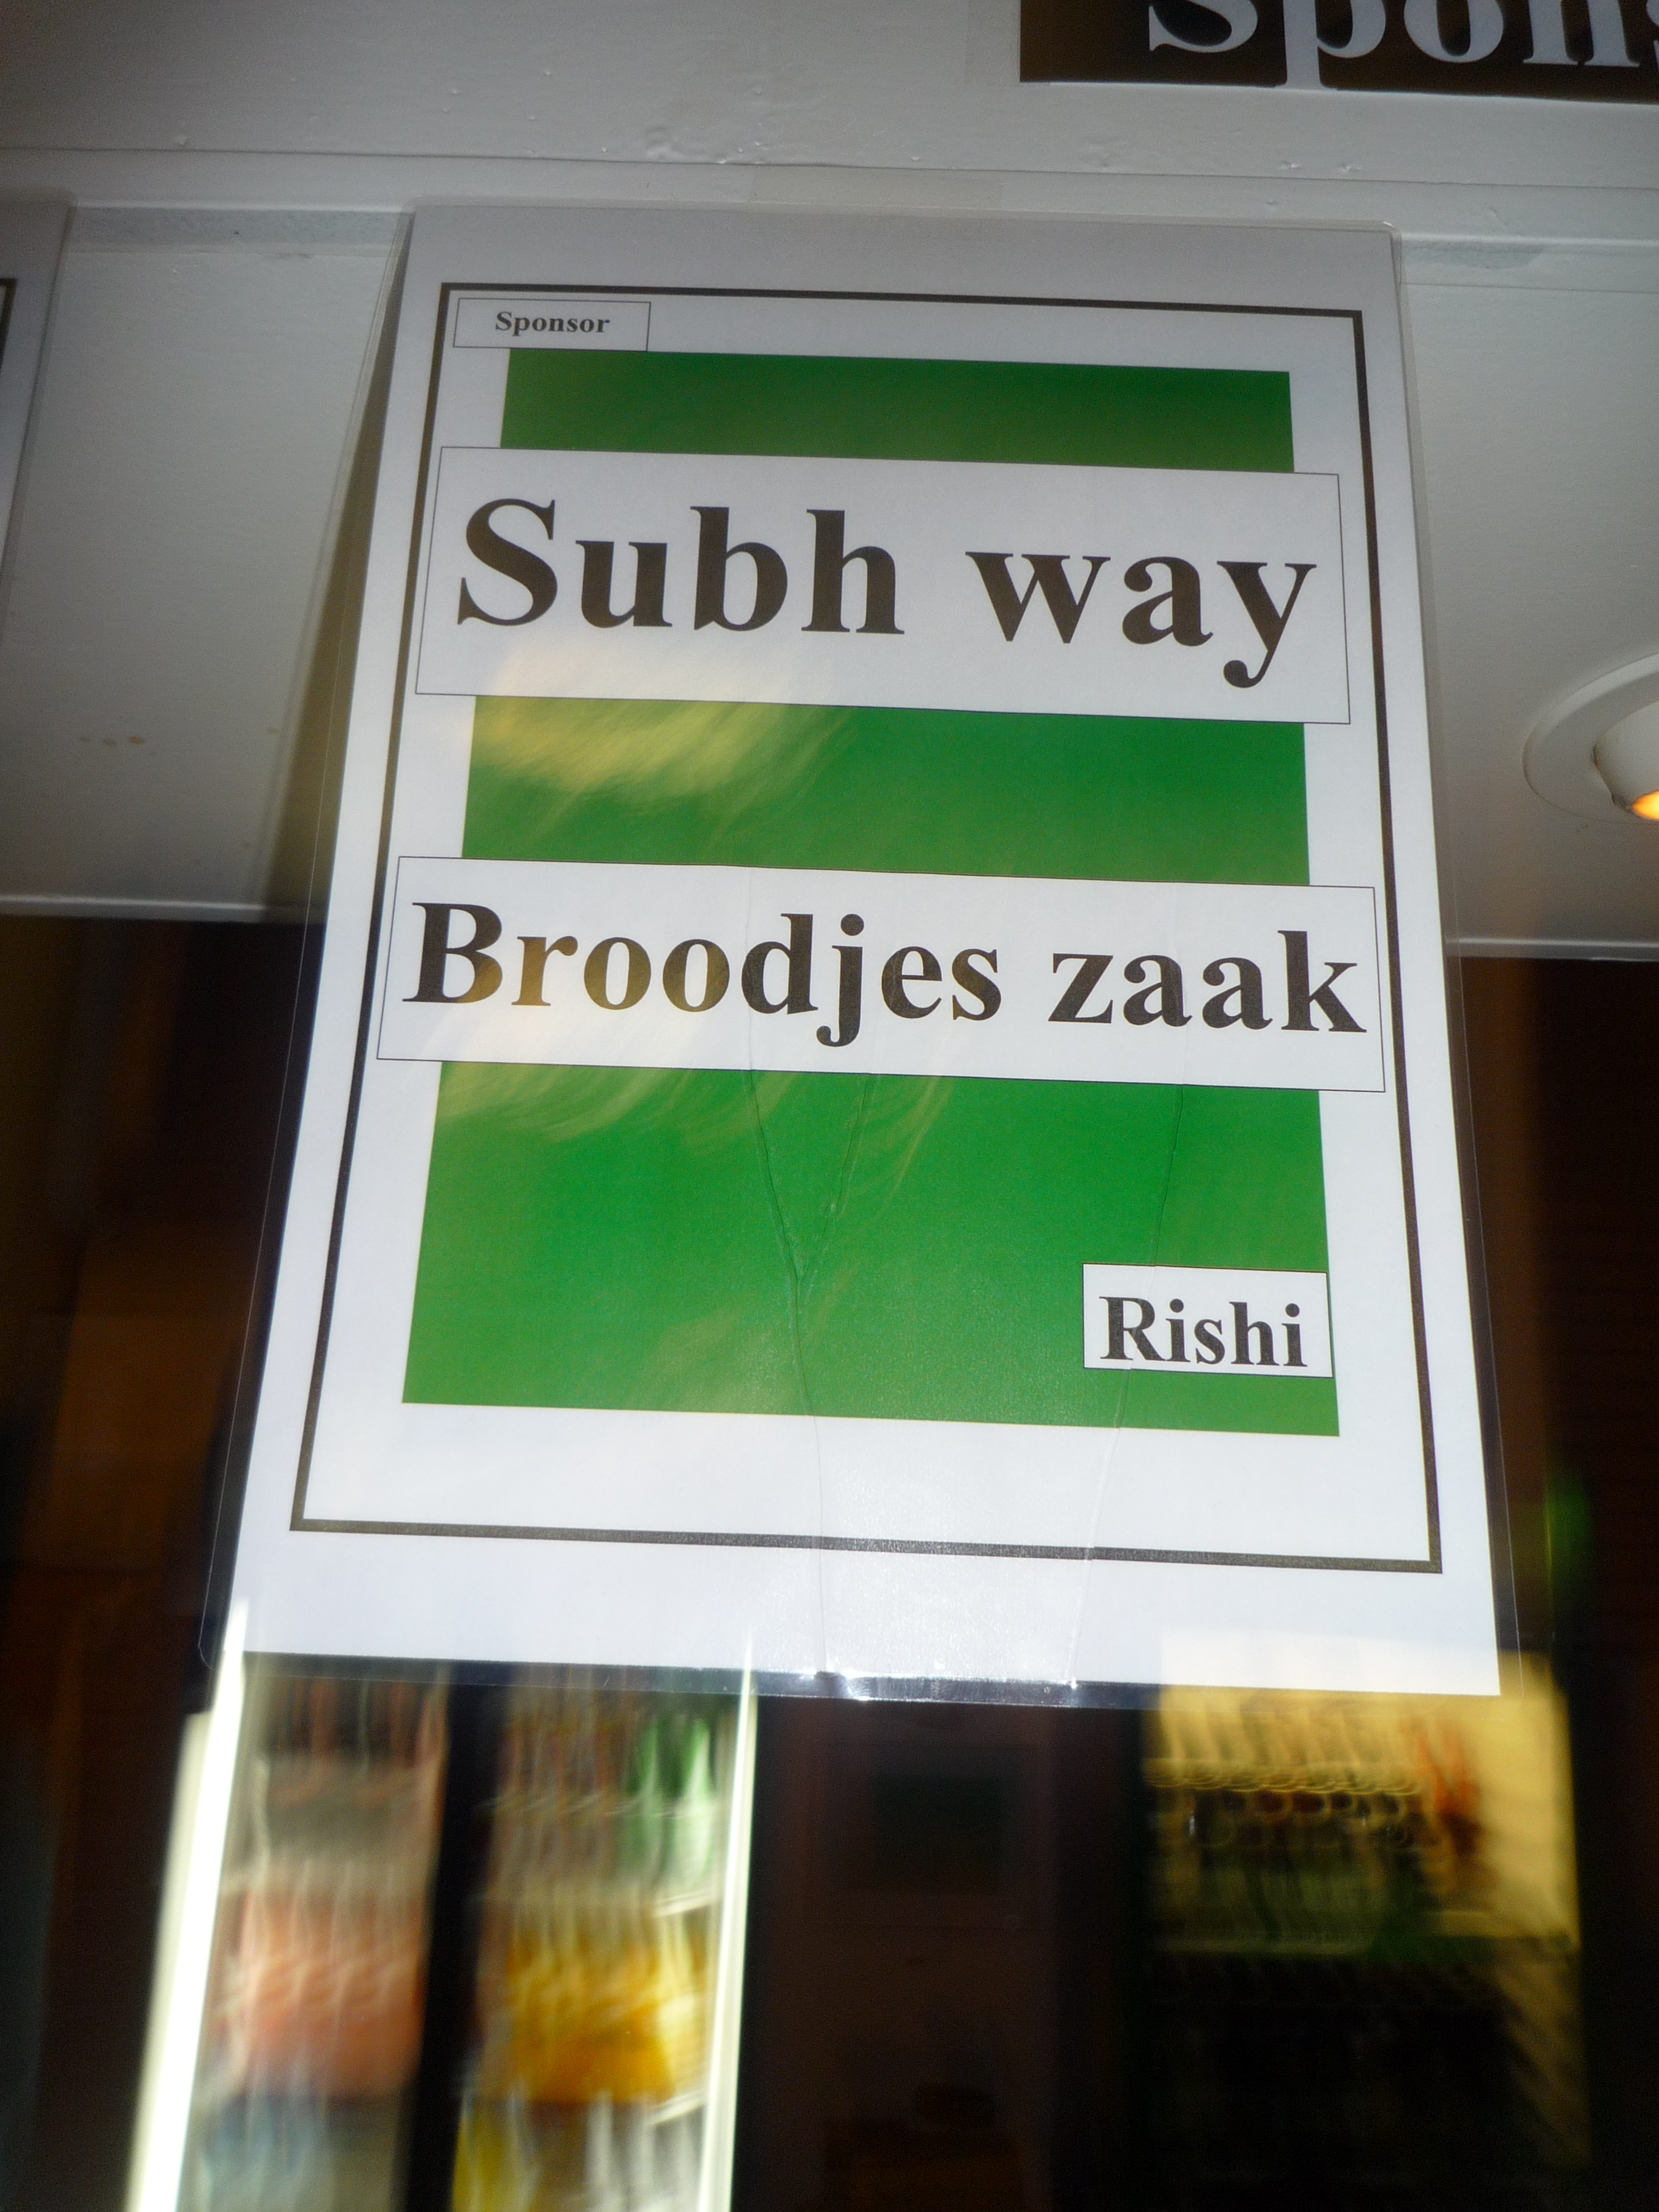 Sponsor
Subh way
Broodjes zaak
Rishi